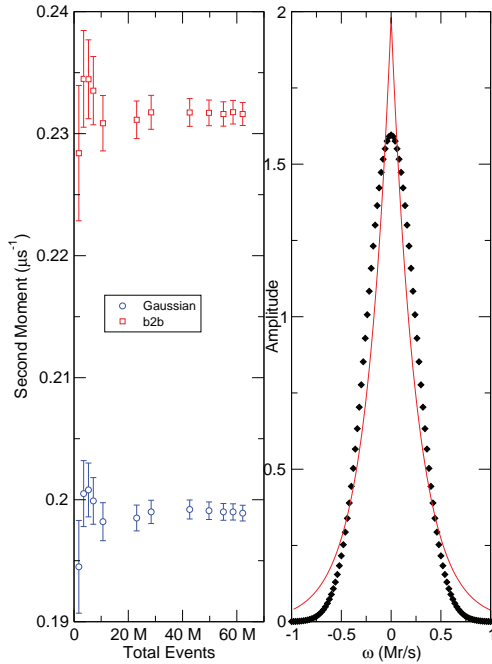 0.24
0.23
0.22
0.21
0.2
0.19
Second Moment (μs⁻¹)
Gaussian
b2b
0
20 M
40 M
60 M
Total Events
2
1.5
1
0.5
0
Amplitude
-1
-0.5
0
0.5
1
ω (Mr/s)